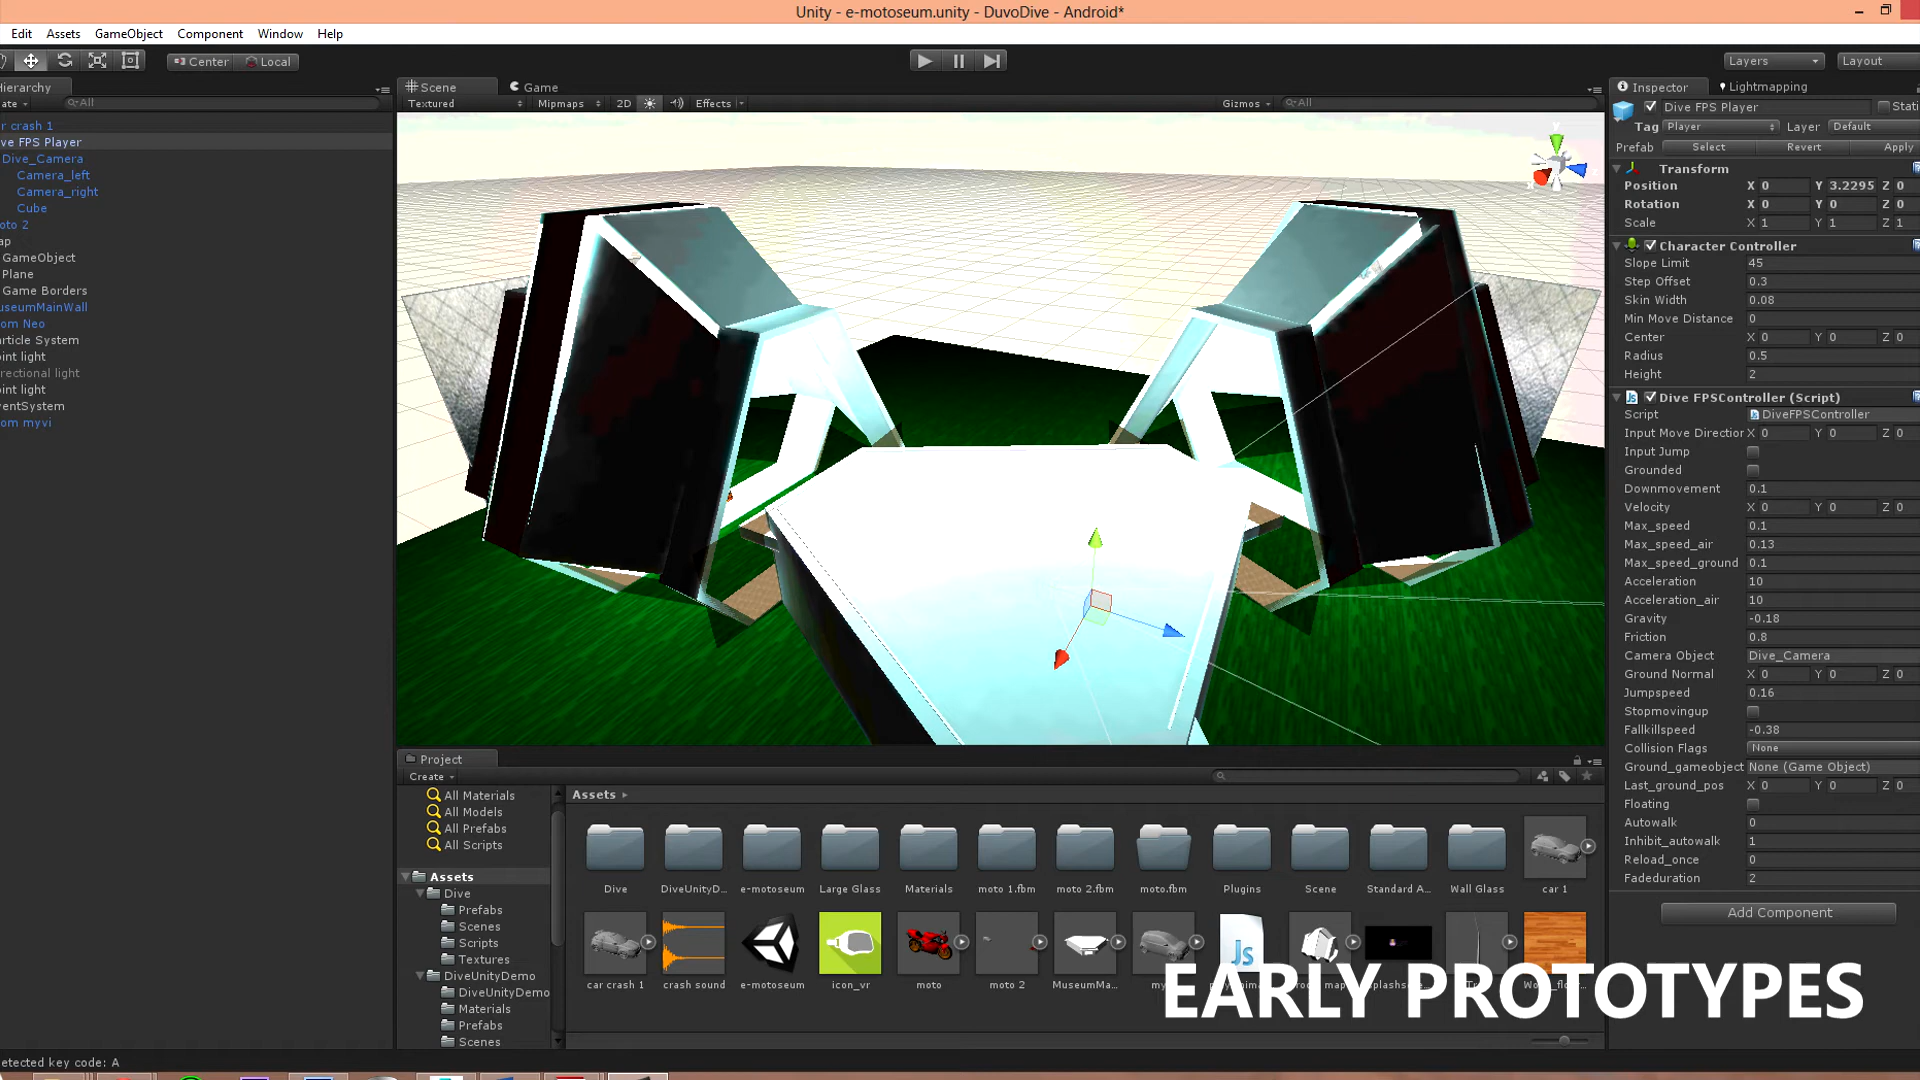 Unity - e-motoseum.unity - DuvoDive - Android*
Edit Assets GameObject Component Window Help
Center Local
Layers Layout
Hierarchy
ate
All
r crash 1
ve FPS Player
Dive_Camera
Camera_left
Camera_right
Cube
oto 2
ap
GameObject
Plane
Game Borders
useumMainWall
om Neo
article System
oint light
rectional light
oint light
ventSystem
om myvi
Scene Game
Textured Mipmaps 2D Effects Gizmos All
Project
Create
All Materials
All Models
All Prefabs
All Scripts
Assets
Dive
Prefabs
Scenes
Scripts
Textures
DiveUnityDemo
DiveUnityDemo
Materials
Prefabs
Scenes
Assets
Dive DiveUnityD... e-motoseum Large Glass Materials moto 1.fbm moto 2.fbm moto.fbm Plugins Scene Standard A... Wall Glass car 1
car crash 1 crash sound e-motoseum icon_vr moto moto 2 MuseumMa...
EARLY PROTOTYPES
Inspector Lightmapping
Dive FPS Player Stati
Tag Player Layer Default
Prefab Select Revert Apply
Transform
Position X 0 Y 3.2295 Z 0
Rotation X 0 Y 0 Z 0
Scale X 1 Y 1 Z 1
Character Controller
Slope Limit 45
Step Offset 0.3
Skin Width 0.08
Min Move Distance 0
Center X 0 Y 0 Z 0
Radius 0.5
Height 2
Dive FPSController (Script)
Script DiveFPSController
Input Move Direction X 0 Y 0 Z 0
Input Jump
Grounded
Downmovement 0.1
Velocity X 0 Y 0 Z 0
Max_speed 0.1
Max_speed_air 0.13
Max_speed_ground 0.1
Acceleration 10
Acceleration_air 10
Gravity -0.18
Friction 0.8
Camera Object Dive_Camera
Ground Normal X 0 Y 0 Z 0
Jumpspeed 0.16
Stopmovingup
Fallkillspeed -0.38
Collision Flags None
Ground_gameobject None (Game Object)
Last_ground_pos X 0 Y 0 Z 0
Floating
Autowalk 0
Inhibit_autowalk 1
Reload_once 0
Fadeduration 2
Add Component
etected key code: A